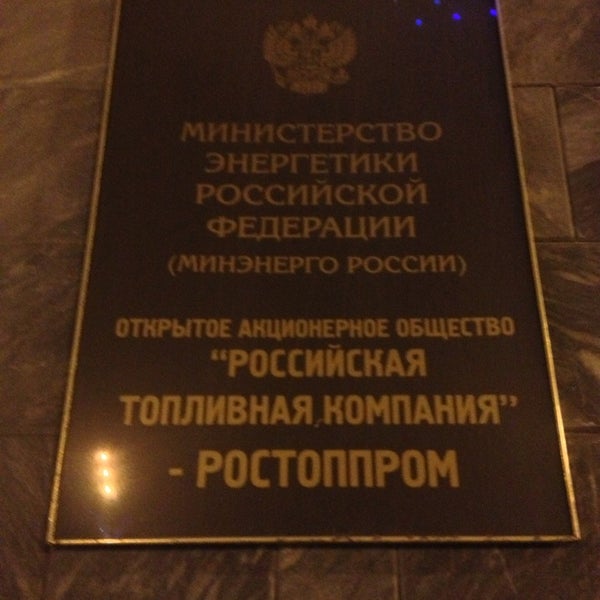 МИНИСТЕРСТВО
ЭНЕРГЕТИКИ
РОССИЙСКОЙ
ФЕДЕРАЦИИ
(МИНЭНЕРГО РОССИИ)
ОТКРЫТОЕ АКЦИОНЕРНОЕ ОБЩЕСТВО
“РОССИЙСКАЯ
ТОПЛИВНАЯ КОМПАНИЯ”
- РОСТОППРОМ